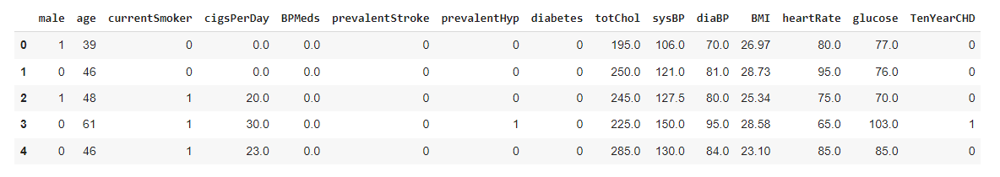 male age currentSmoker cigsPerDay BPMeds prevalentStroke prevalentHyp diabetes totChol sysBP diaBP BMI heartRate glucose TenYearCHD
0 1 39 0 0.0 0.0 0 0 0 195.0 106.0 70.0 26.97 80.0 77.0 0
1 0 46 0 0.0 0.0 0 0 0 250.0 121.0 81.0 28.73 95.0 76.0 0
2 1 48 1 20.0 0.0 0 0 0 245.0 127.5 80.0 25.34 75.0 70.0 0
3 0 61 1 30.0 0.0 0 1 0 225.0 150.0 95.0 28.58 65.0 103.0 1
4 0 46 1 23.0 0.0 0 0 0 285.0 130.0 84.0 23.10 85.0 85.0 0